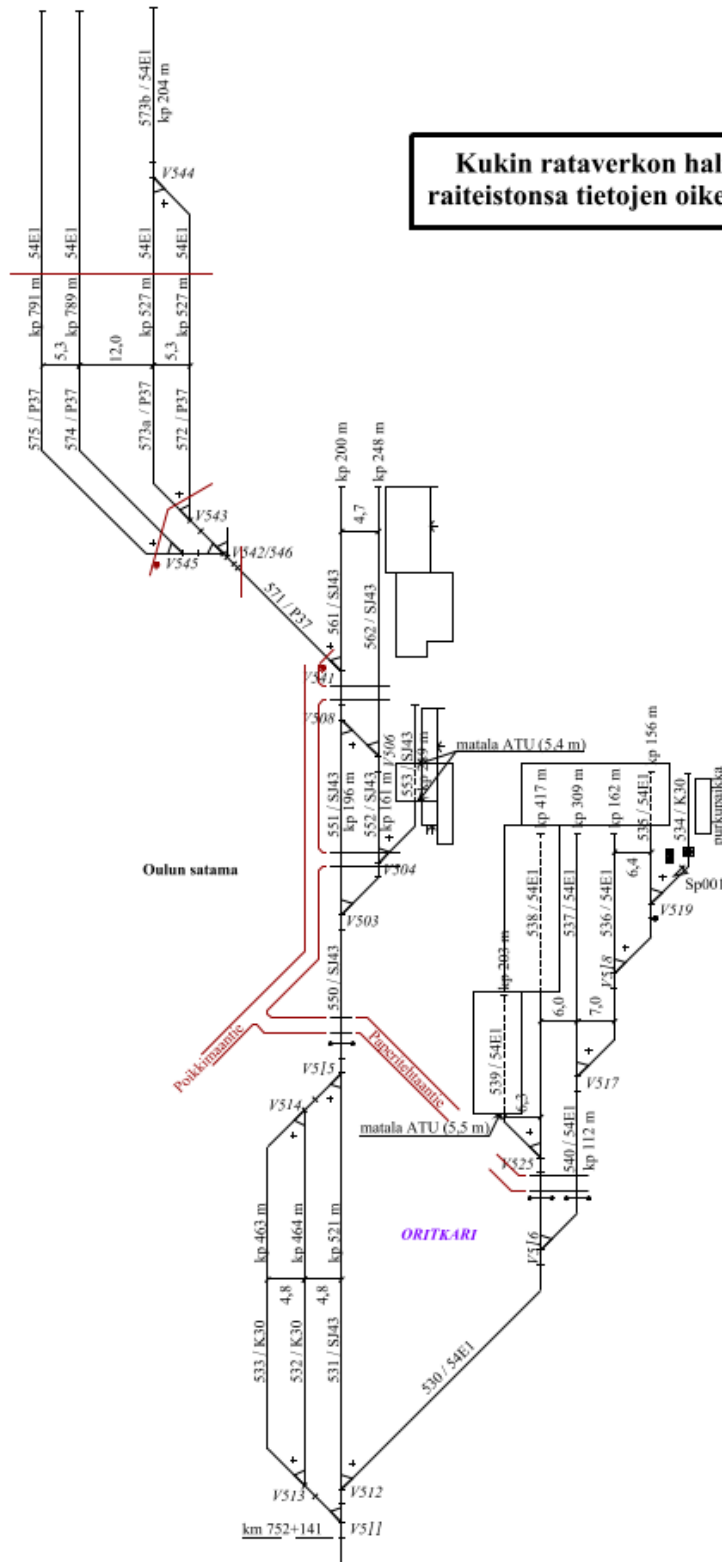 573b / 54E1
kp 204 m
V544
Kukin rataverkon hal
raiteistonsa tietojen oike
54E1
54E1
54E1
54E1
kp 791 m
kp 789 m
kp 527 m
kp 527 m
5,3
12,0
5,3
575 / P37
574 / P37
573a / P37
572 / P37
kp 200 m
kp 248 m
4,7
V543
V542/546
V545
571 / P37
561 / SJ43
562 / SJ43
V541
V508
V506
553 / SJ43
matala ATU (5,4 m)
551 / SJ43
kp 196 m
552 / SJ43
kp 161 m
V504
V503
Oulun satama
550 / SJ43
kp 417 m
kp 309 m
kp 162 m
kp 156 m
535 / 54E1
534 / K30
purkursuikka
6,4
Sp001
V519
538 / 54E1
537 / 54E1
536 / 54E1
V518
kp 203 m
6,0
7,0
539 / 54E1
V517
6,3
matala ATU (5,5 m)
V525
540 / 54E1
kp 112 m
Poikkimaantie
Paperitehtaantie
V515
V514
V516
ORITKARI
kp 463 m
kp 464 m
kp 521 m
4,8
4,8
533 / K30
532 / K30
531 / SJ43
530 / 54E1
V513
V512
V511
km 752+141